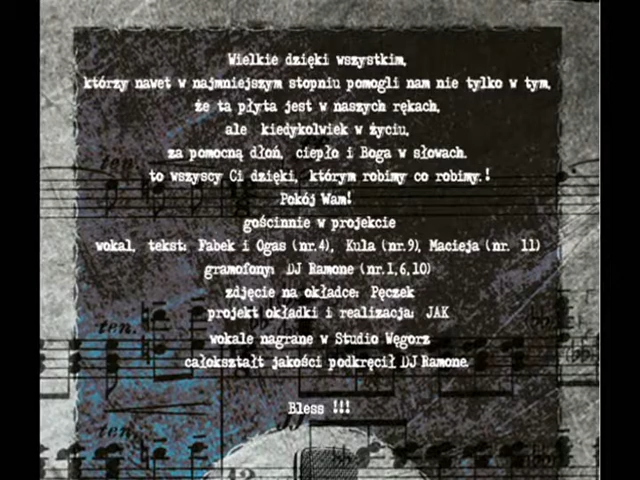 Wielkie dzięki wszystkim,
którzy nawet w najmniejszym stopniu pomogli nam nie tylko w tym,
że ta płyta jest w naszych rękach,
ale kiedykolwiek w życiu,
za pomocną dłoń, ciepło i Boga w słowach.
to wszyscy Ci dzięki, którym robimy co robimy.!
Pokój Wam!
gościnnie w projekcie
wokal, tekst: Fabek i Ogas (nr.4), Kula (nr.9), Macieja (nr. 11)
gramofony: DJ Ramone (nr.1,6,10)
zdjęcie na okładce: Pęczek
projekt okładki i realizacja: JAK
wokale nagrane w Studio Węgorz
całokształt jakości podkręcił DJ Ramone.
Bless !!!
ten.
ten.
ten.